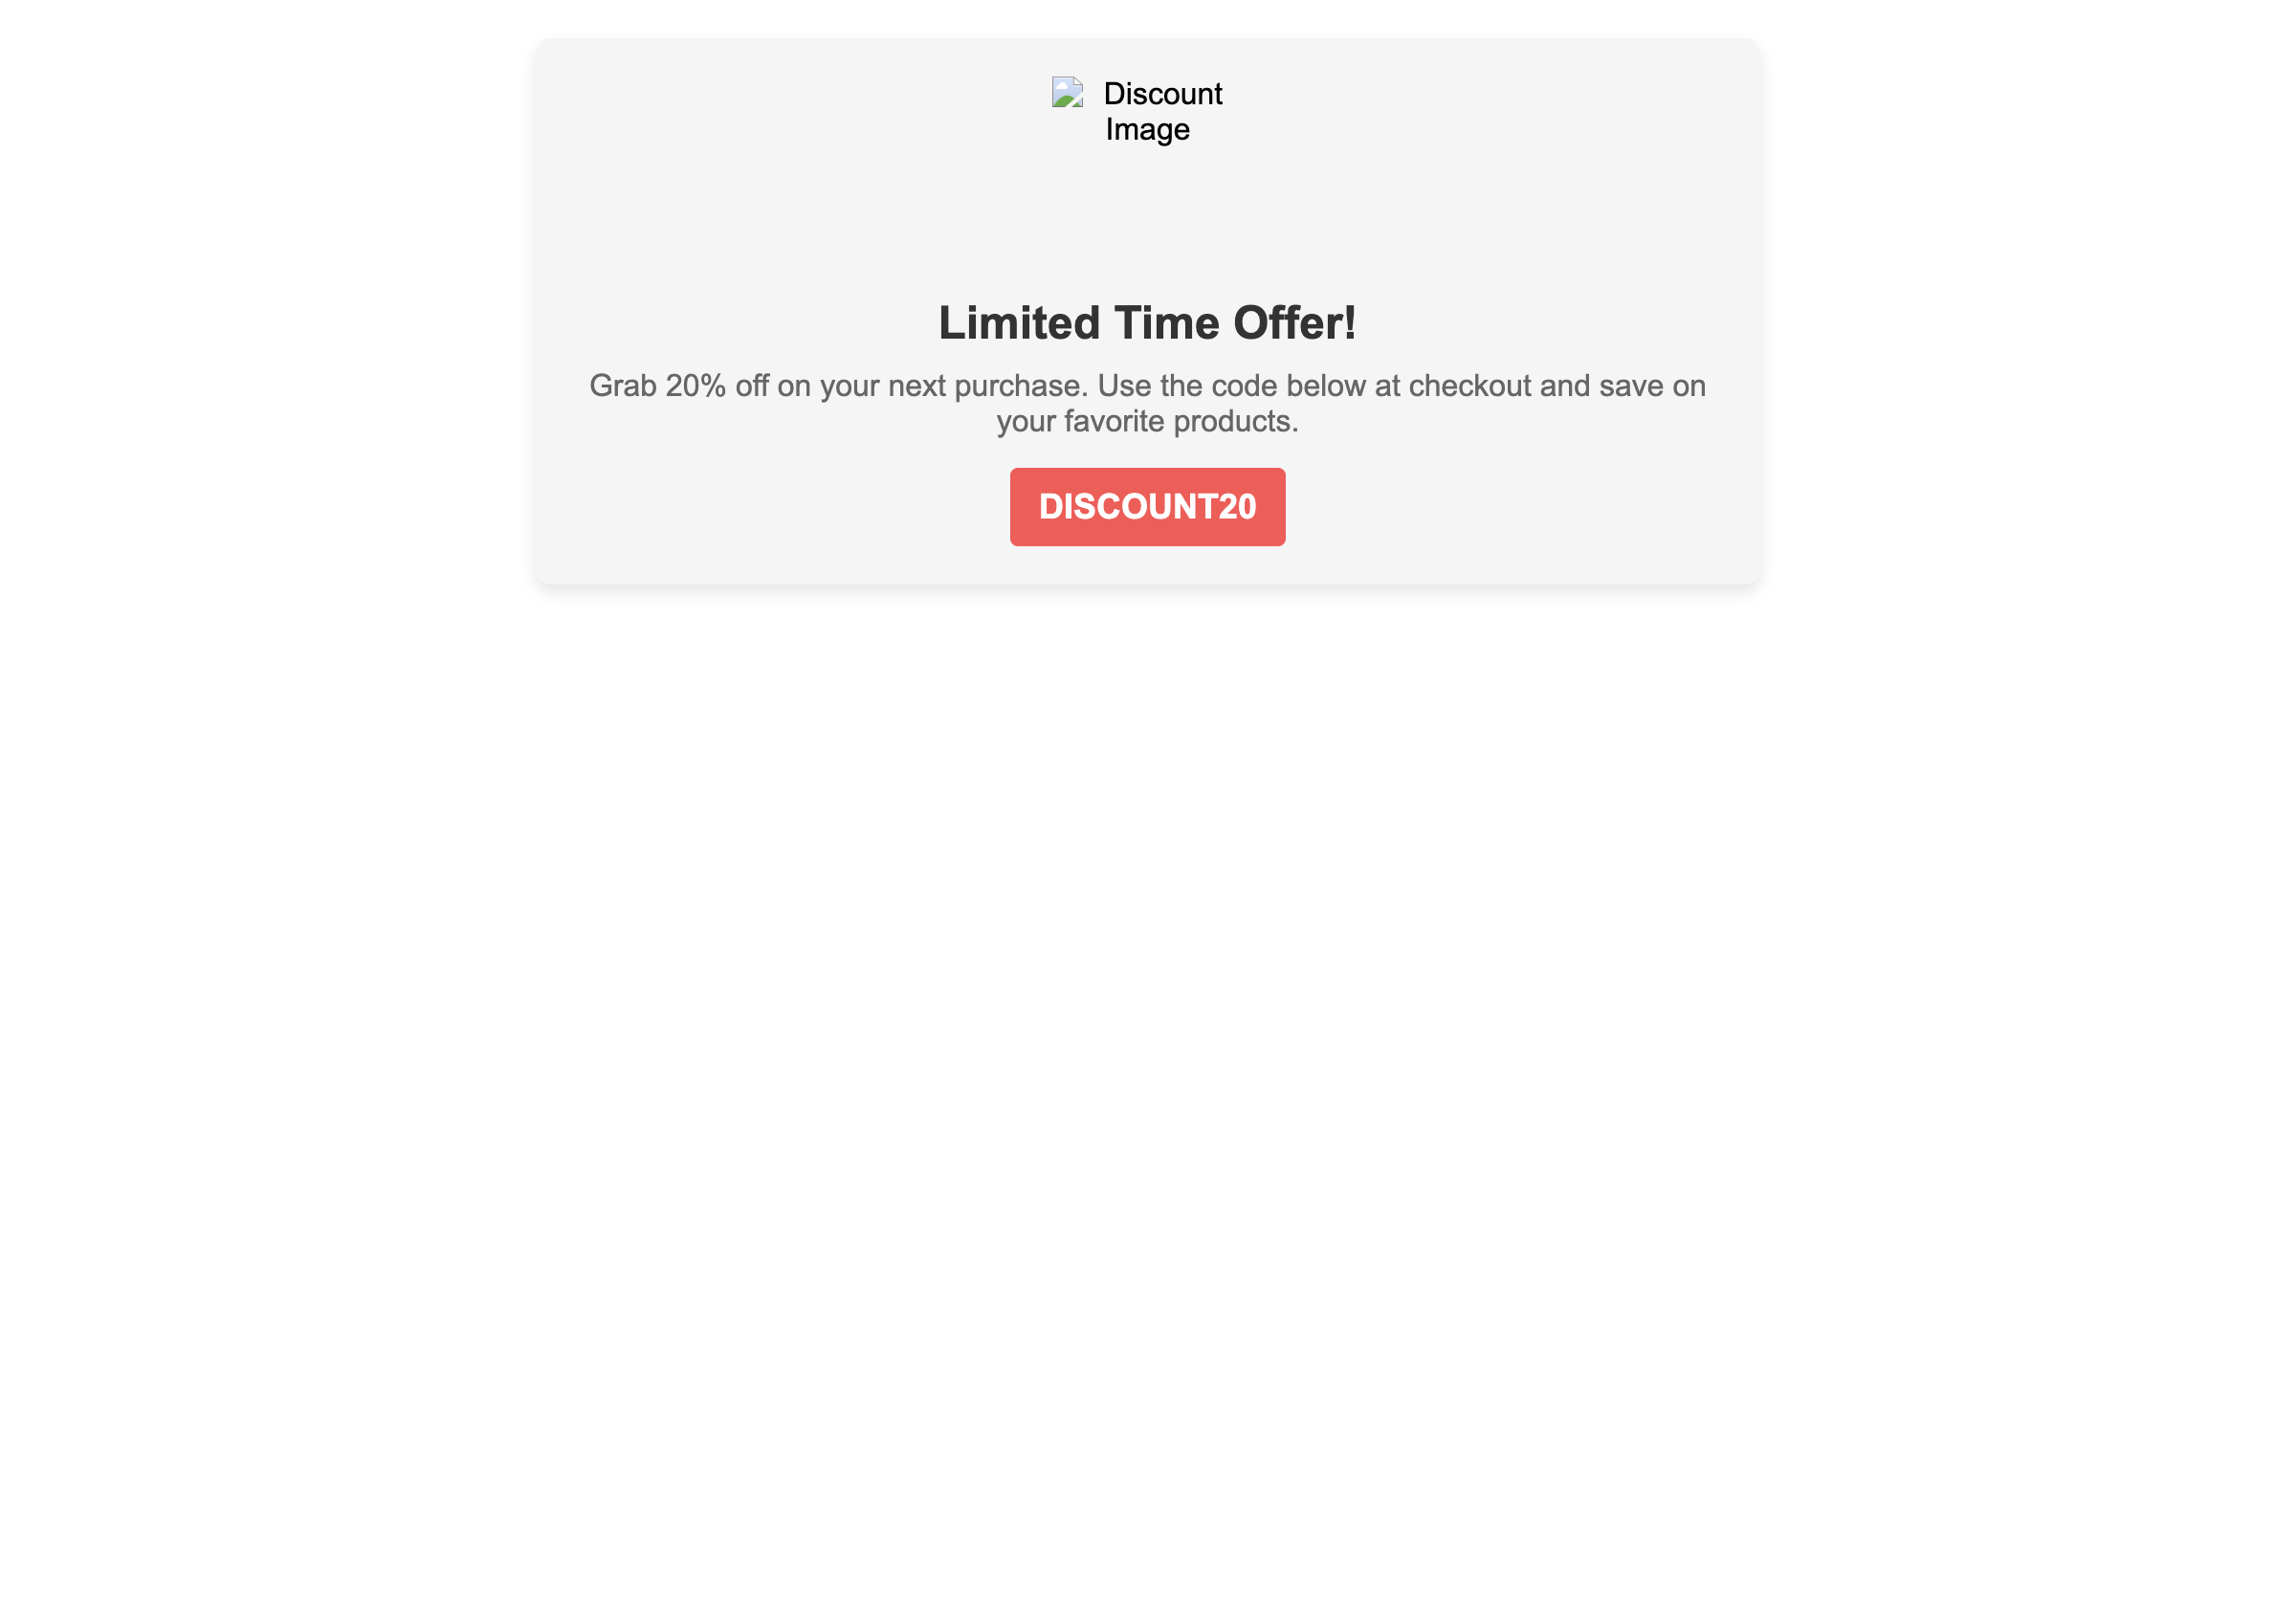 Discount
Image
Limited Time Offer!
Grab 20% off on your next purchase. Use the code below at checkout and save on
your favorite products.
DISCOUNT20